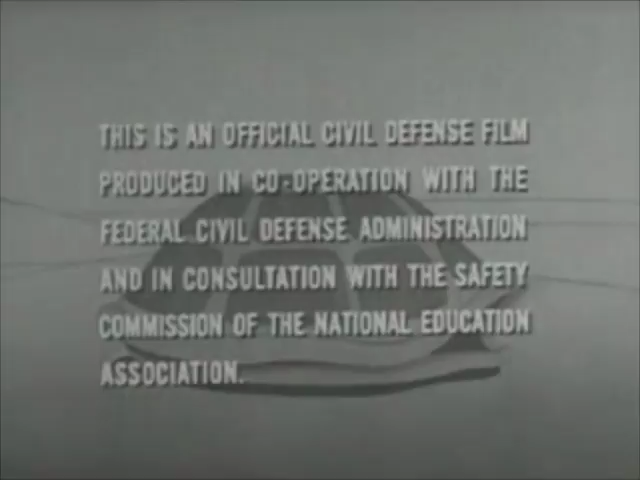 THIS IS AN OFFICIAL CIVIL DEFENSE FILM
PRODUCED IN CO-OPERATION WITH THE
FEDERAL CIVIL DEFENSE ADMINISTRATION
AND IN CONSULTATION WITH THE SAFETY
COMMISSION OF THE NATIONAL EDUCATION
ASSOCIATION.